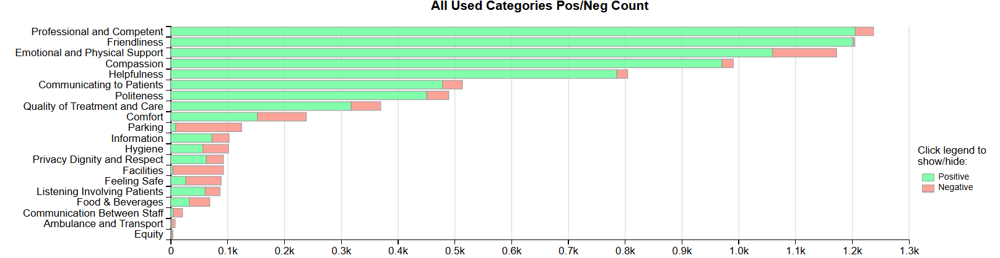 All Used Categories Pos/Neg Count
Professional and Competent
Friendliness
Emotional and Physical Support
Compassion
Helpfulness
Communicating to Patients
Politeness
Quality of Treatment and Care
Comfort
Parking
Information
Hygiene
Privacy Dignity and Respect
Facilities
Feeling Safe
Listening Involving Patients
Food & Beverages
Communication Between Staff
Ambulance and Transport
Equity
0 0.1k 0.2k 0.3k 0.4k 0.5k 0.6k 0.7k 0.8k 0.9k 1.0k 1.1k 1.2k 1.3k
Click legend to
show/hide:
Positive
Negative